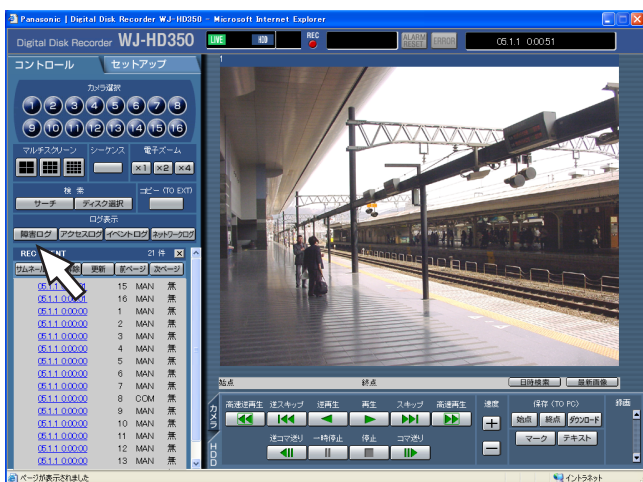 Panasonic | Digital Disk Recorder WJ-HD350 - Microsoft Internet Explorer
Digital Disk Recorder WJ-HD350
LIVE HDD REC ALARM RESET ERROR 05.1.1 0:00:51
コントロール セットアップ
1
カメラ選択
1 2 3 4 5 6 7 8
9 10 11 12 13 14 15 16
マルチスクリーン シーケンス 電子ズーム
×1 ×2 ×4
検 索 コピー (TO EXT)
サーチ ディスク選択
ログ表示
障害ログ アクセスログ イベントログ ネットワークログ
21 件
サムネール 更新 前ページ 次ページ
15 MAN 無
16 MAN 無
05.1.1 0:00:00 1 MAN 無
05.1.1 0:00:00 2 MAN 無
05.1.1 0:00:00 3 MAN 無
05.1.1 0:00:00 4 MAN 無
05.1.1 0:00:00 5 MAN 無
05.1.1 0:00:00 6 MAN 無
05.1.1 0:00:00 7 MAN 無
05.1.1 0:00:00 8 COM 無
05.1.1 0:00:00 9 MAN 無
05.1.1 0:00:00 10 MAN 無
05.1.1 0:00:00 11 MAN 無
05.1.1 0:00:00 12 MAN 無
05.1.1 0:00:00 13 MAN 無
始点 終点 日時検索 最新画像
カメラ
HDD
高速逆再生 逆スキップ 逆再生 再生 スキップ 高速再生 速度 保存 (TO PC) 録画
始点 終点 ダウンロード
逆コマ送り 一時停止 停止 コマ送り
マーク テキスト
ページが表示されました イントラネット